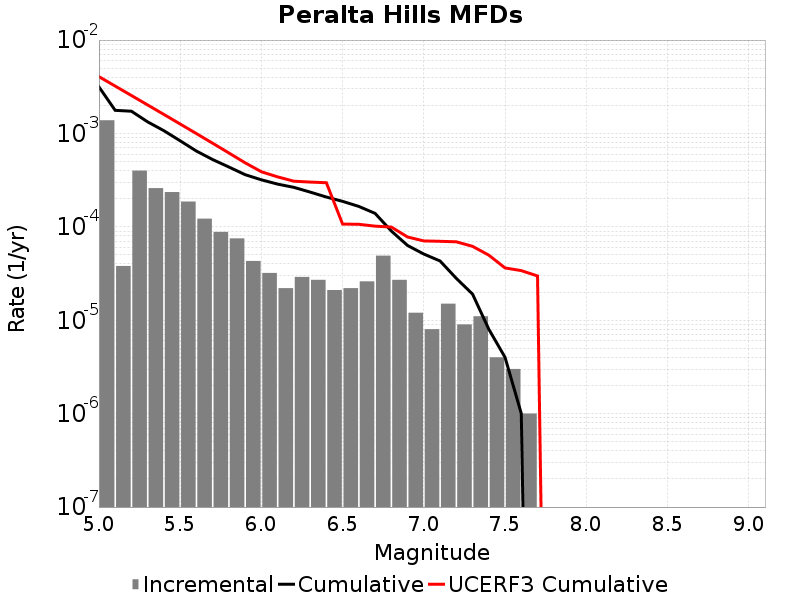 Peralta Hills MFDs
10-2
10-3
10-4
10-5
10-6
10-7
Rate (1/yr)
5.0 5.5 6.0 6.5 7.0 7.5 8.0 8.5 9.0
Magnitude
Incremental Cumulative UCERF3 Cumulative